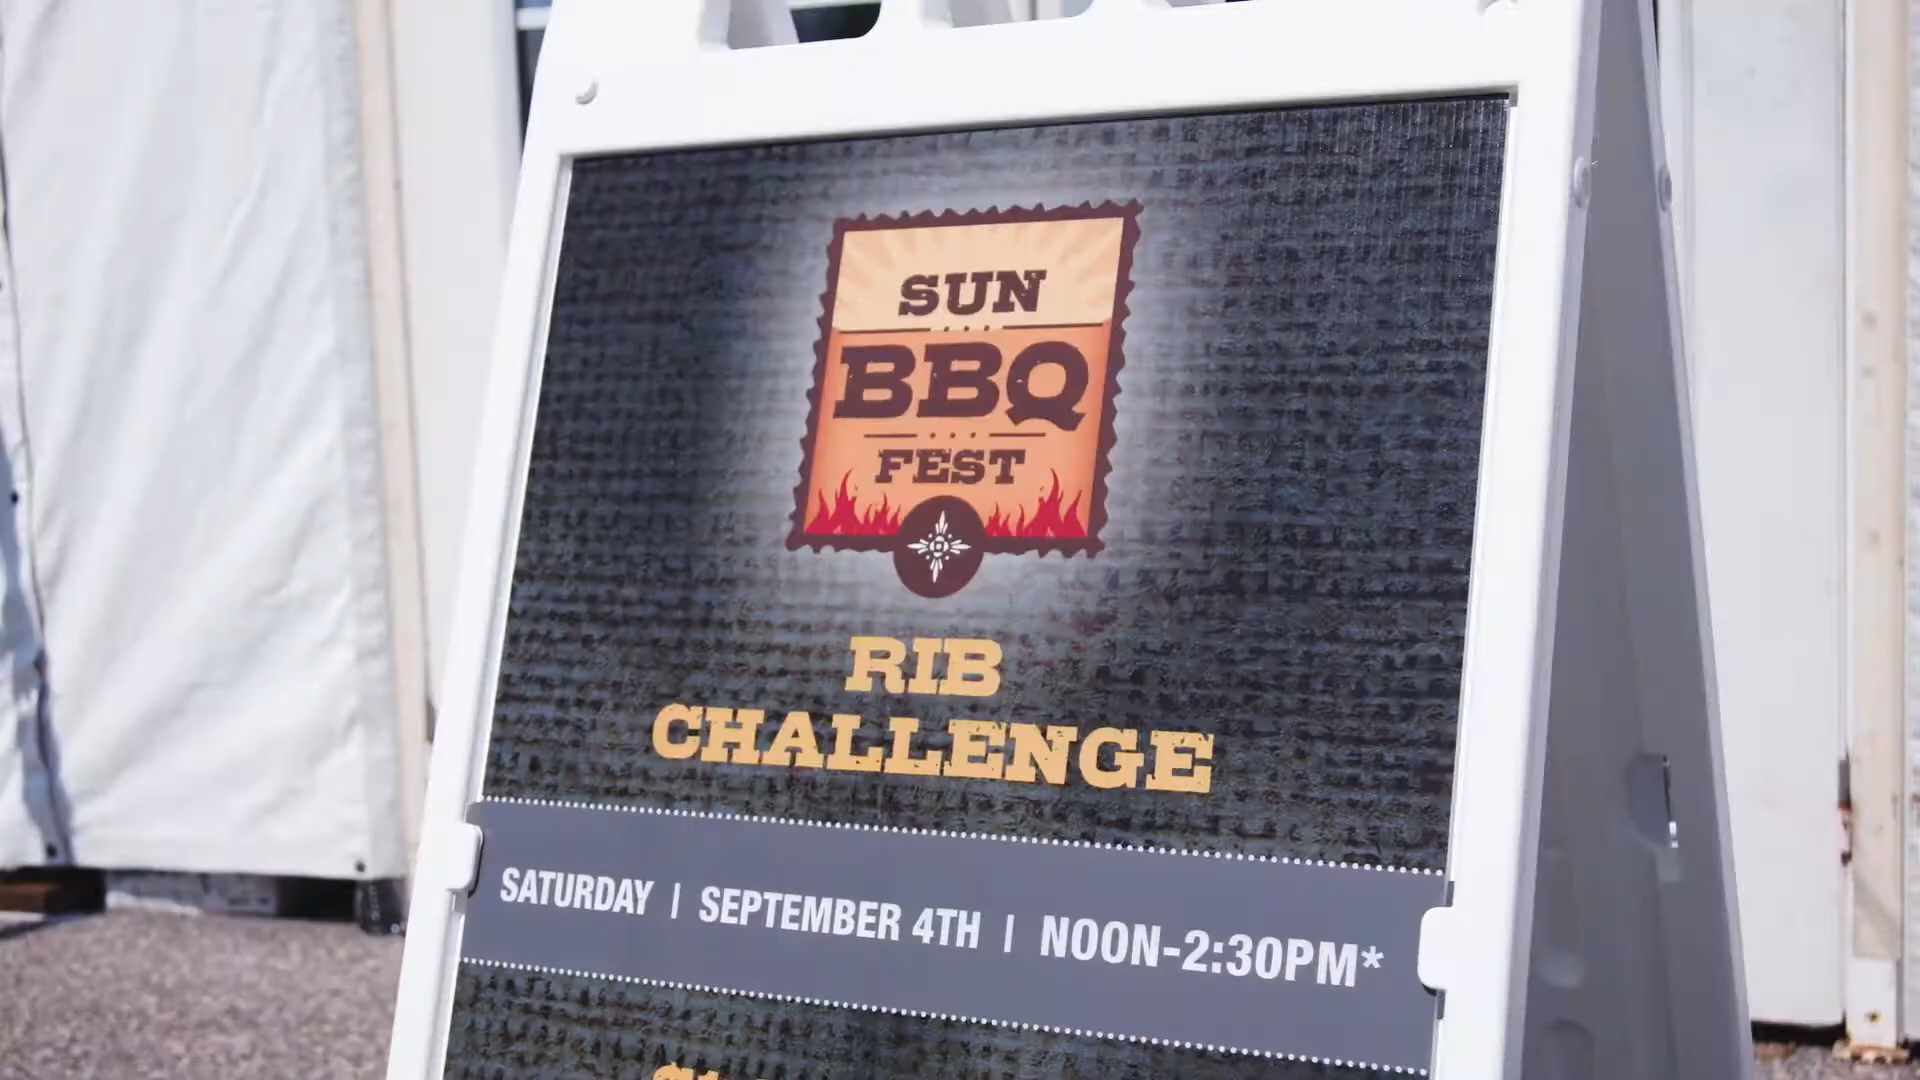 SUN
BBQ
FEST
RIB
CHALLENGE
SATURDAY | SEPTEMBER 4TH | NOON-2:30PM*